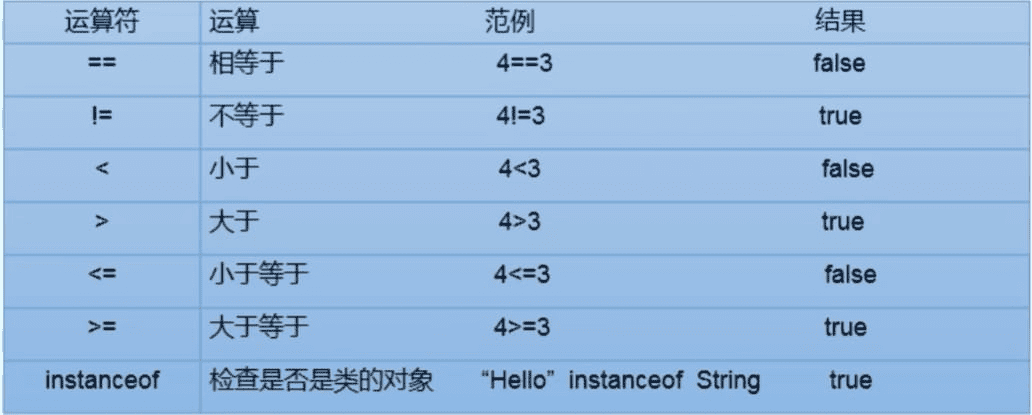 运算符 运算 范例 结果
== 相等于 4==3 false
!= 不等于 4!=3 true
< 小于 4<3 false
> 大于 4>3 true
<= 小于等于 4<=3 false
>= 大于等于 4>=3 true
instanceof 检查是否是类的对象 “Hello” instanceof String true